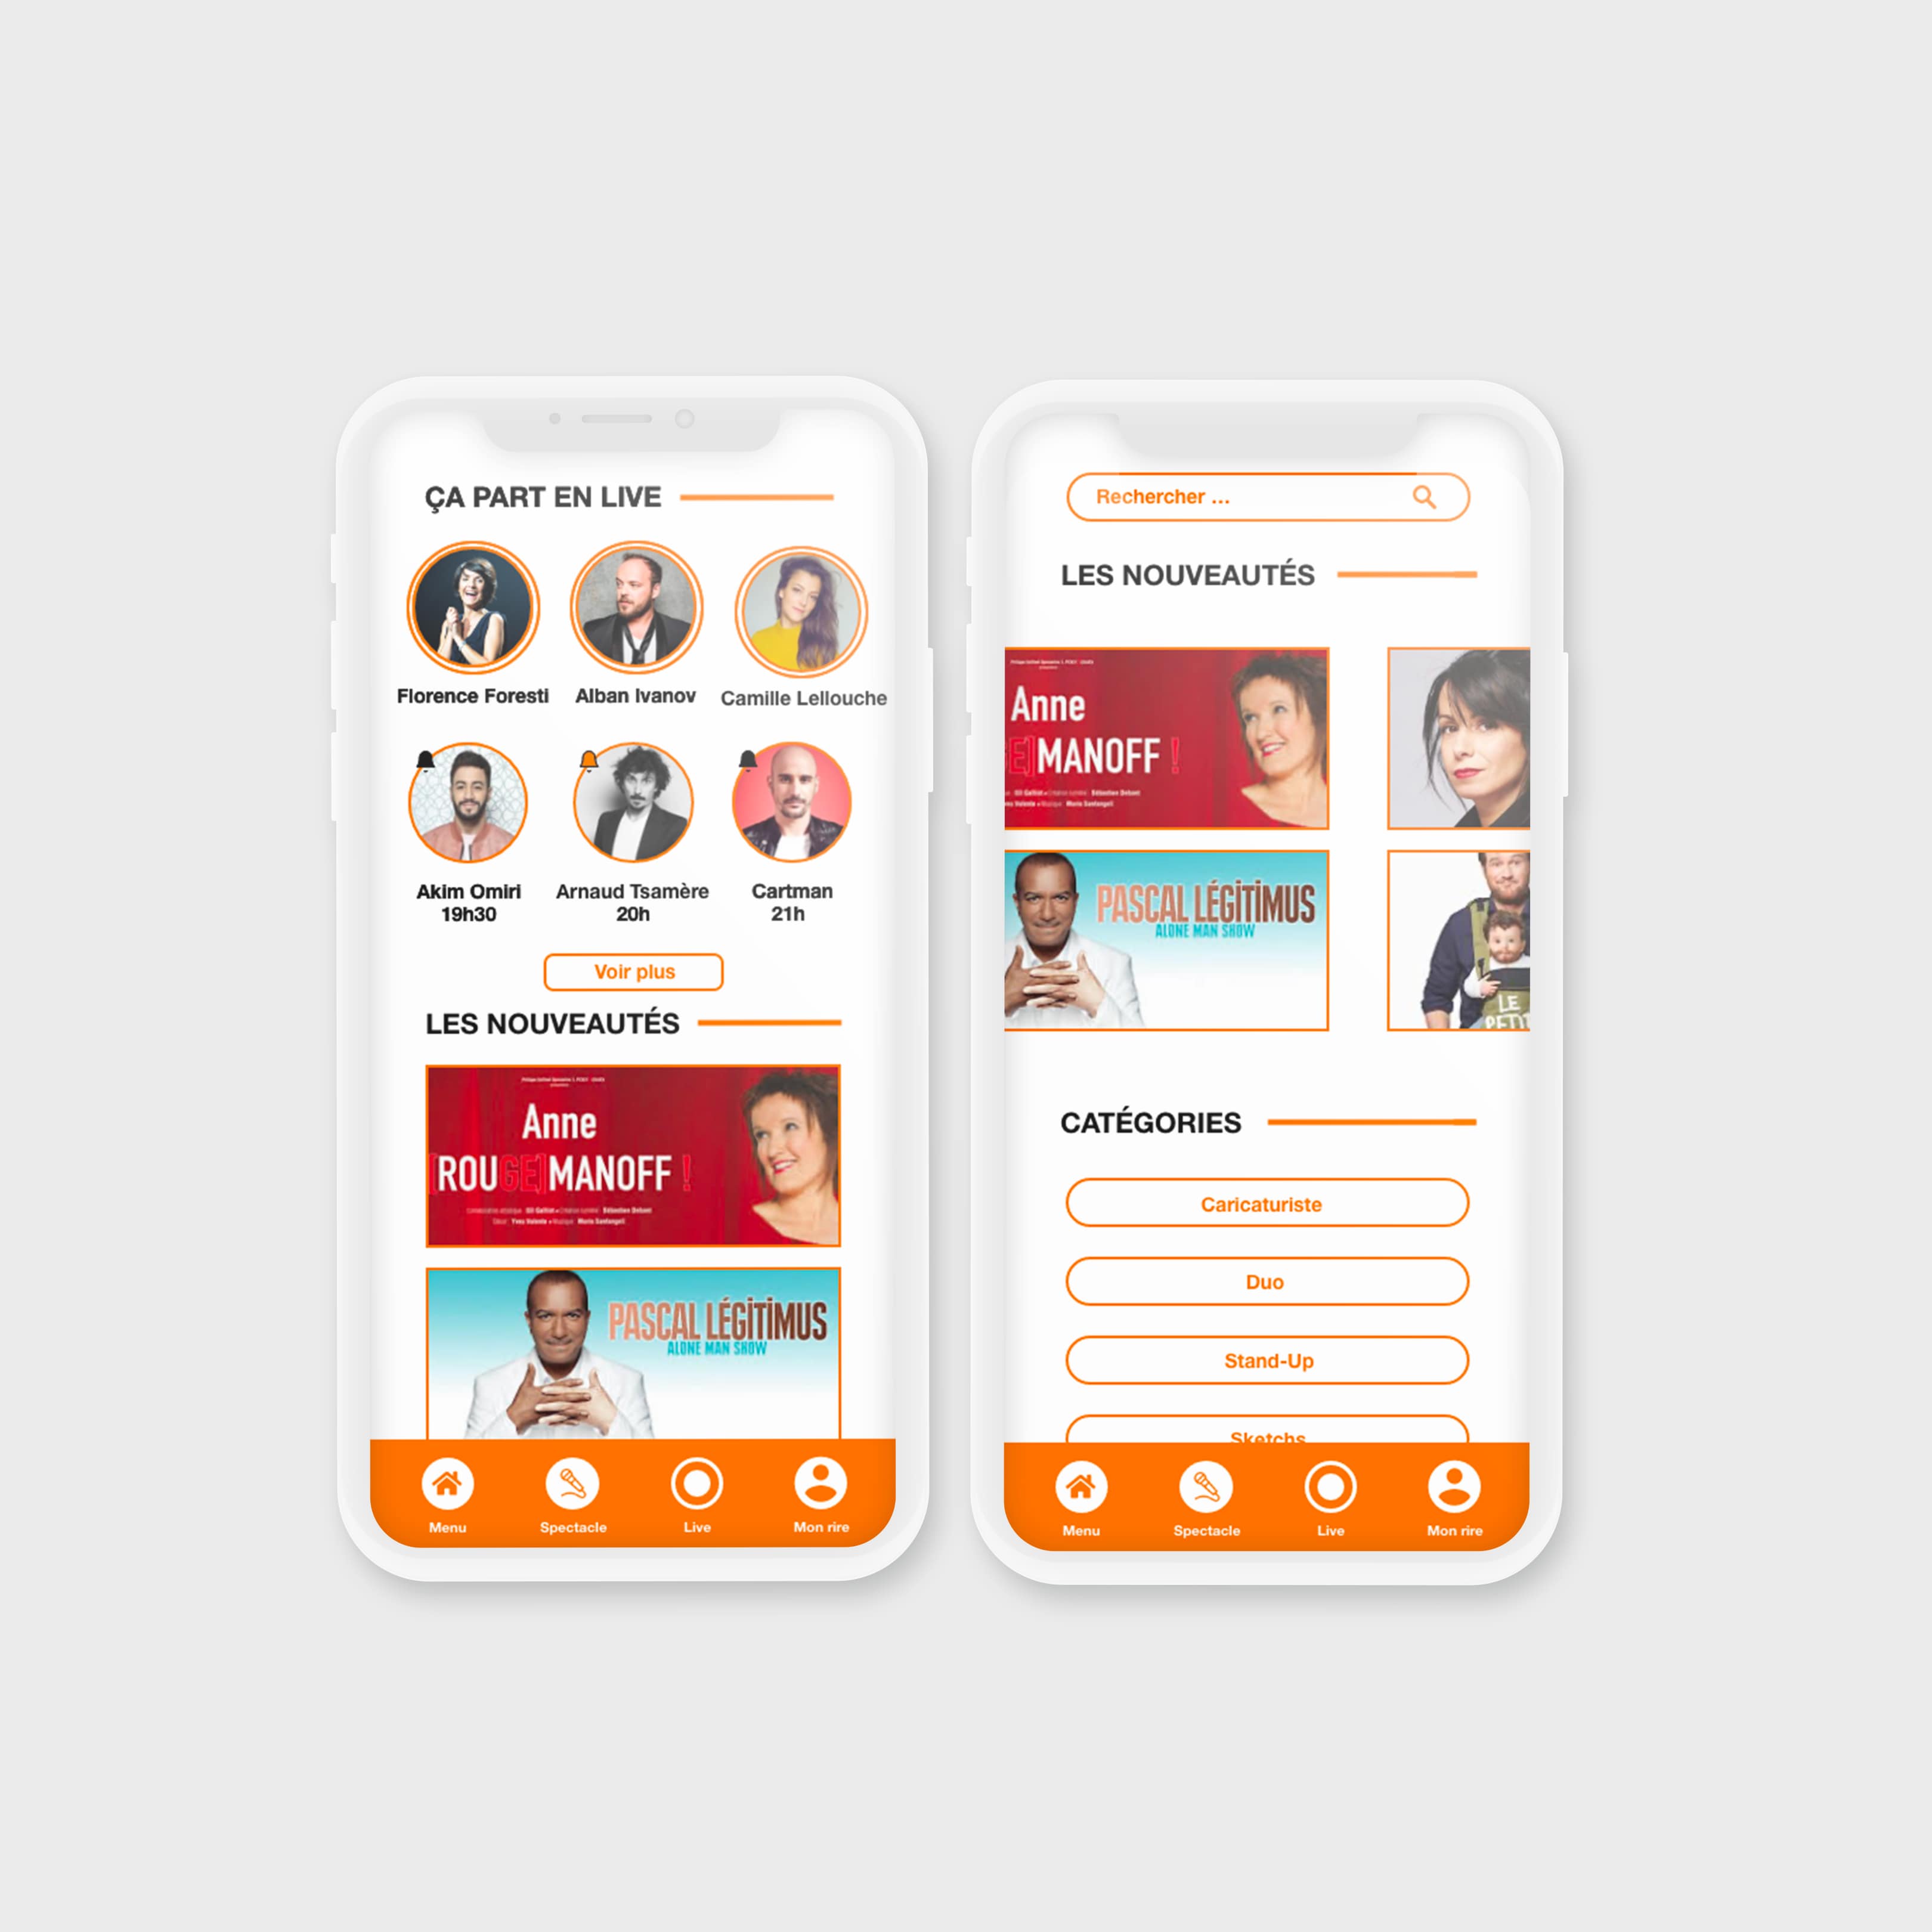 ÇA PART EN LIVE
Florence Foresti
Alban Ivanov
Camille Lellouche
Akim Omiri
19h30
Arnaud Tsamère
20h
Cartman
21h
Voir plus
LES NOUVEAUTÉS
Anne
[ROUGE]MANOFF !
PASCAL LÉGiTiMUS
ALONE MAN SHOW
Menu
Spectacle
Live
Mon rire
Rechercher ...
LES NOUVEAUTÉS
Anne
E]MANOFF !
PASCAL LÉGiTiMUS
ALONE MAN SHOW
LE
PETIT
CATÉGORIES
Caricaturiste
Duo
Stand-Up
Sketchs
Menu
Spectacle
Live
Mon rire